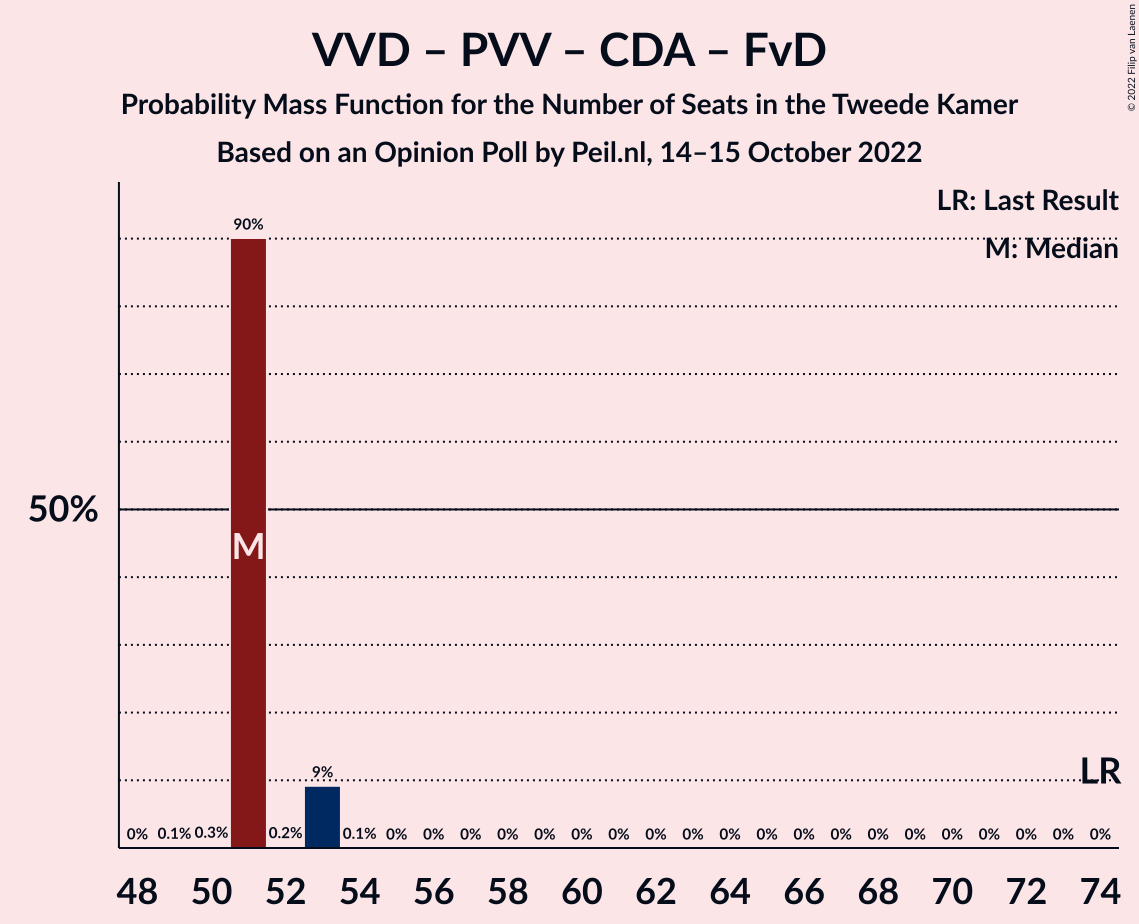 VVD – PVV – CDA – FvD
Probability Mass Function for the Number of Seats in the Tweede Kamer
Based on an Opinion Poll by Peil.nl, 14–15 October 2022
© 2022 Filip van Laenen
LR: Last Result
M: Median
90%
50%
M
LR
9%
0% 0.1% 0.3% 0.2% 0.1% 0% 0% 0% 0% 0% 0% 0% 0% 0% 0% 0% 0% 0% 0% 0% 0% 0% 0% 0% 0%
48 50 52 54 56 58 60 62 64 66 68 70 72 74